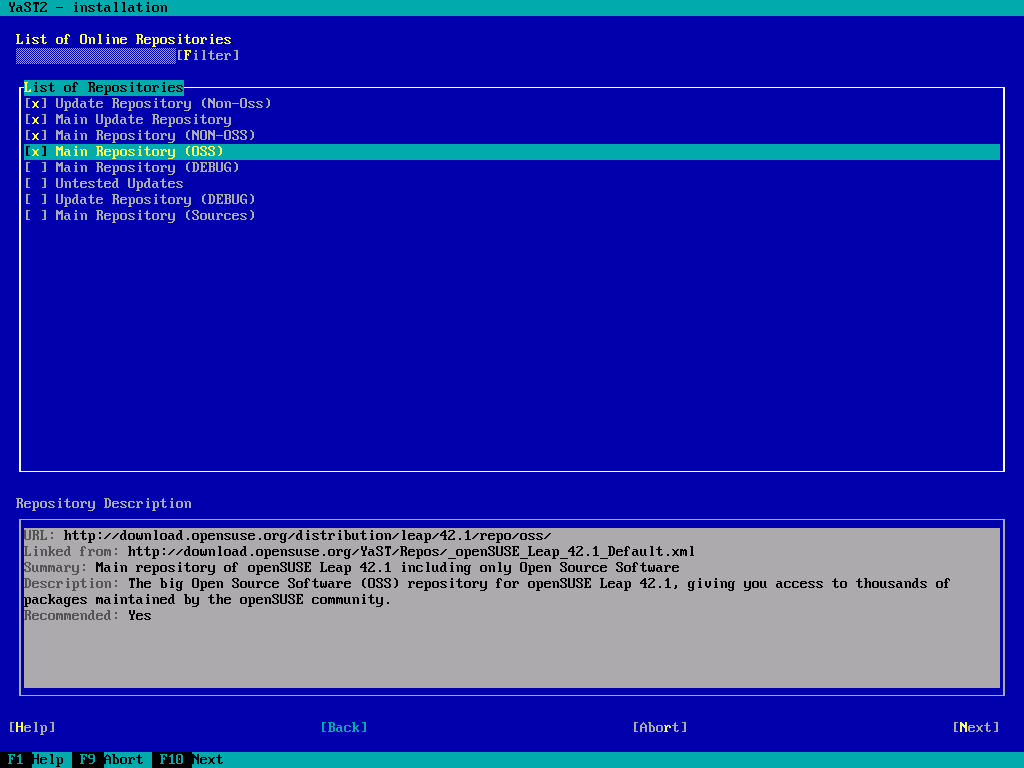 YaST2 - installation
List of Online Repositories
[Filter]
List of Repositories
[x] Update Repository (Non-Oss)
[x] Main Update Repository
[x] Main Repository (NON-OSS)
[x] Main Repository (OSS)
[ ] Main Repository (DEBUG)
[ ] Untested Updates
[ ] Update Repository (DEBUG)
[ ] Main Repository (Sources)
Repository Description
URL: http://download.opensuse.org/distribution/leap/42.1/repo/oss/
Linked from: http://download.opensuse.org/YaST/Repos/_openSUSE_Leap_42.1_Default.xml
Summary: Main repository of openSUSE Leap 42.1 including only Open Source Software
Description: The big Open Source Software (OSS) repository for openSUSE Leap 42.1, giving you access to thousands of
packages maintained by the openSUSE community.
Recommended: Yes
[Help] [Back] [Abort] [Next]
F1 Help F9 Abort F10 Next